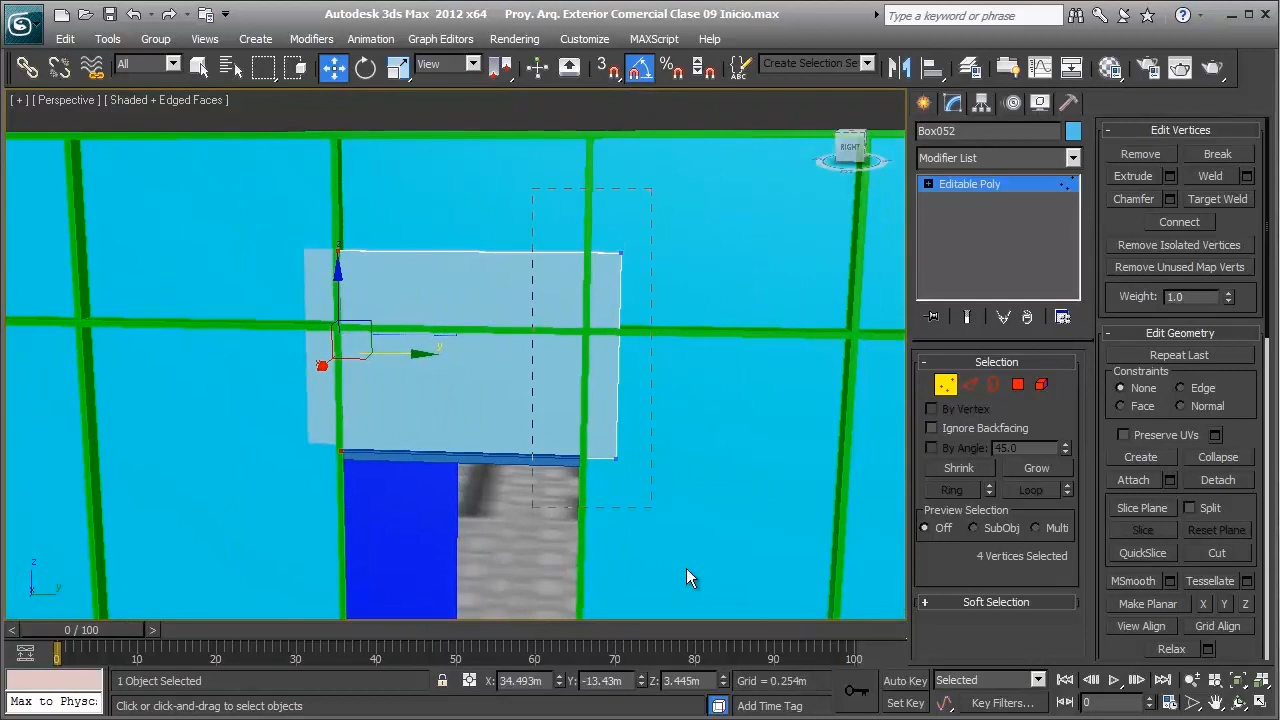 Autodesk 3ds Max 2012 x64 Proy. Arq. Exterior Comercial Clase 09 Inicio.max
Type a keyword or phrase
Edit Tools Group Views Create Modifiers Animation Graph Editors Rendering Customize MAXScript Help
All View 3 Create Selection Se
[ + ] [ Perspective ] [ Shaded + Edged Faces ]
RIGHT
z
y
x
z
y
Box052
Modifier List
Editable Poly
Selection
By Vertex
Ignore Backfacing
By Angle: 45.0
Shrink Grow
Ring Loop
Preview Selection
Off SubObj Multi
4 Vertices Selected
Soft Selection
Edit Vertices
Remove Break
Extrude Weld
Chamfer Target Weld
Connect
Remove Isolated Vertices
Remove Unused Map Verts
Weight: 1.0
Edit Geometry
Repeat Last
Constraints
None Edge
Face Normal
Preserve UVs
Create Collapse
Attach Detach
Slice Plane Split
Slice Reset Plane
QuickSlice Cut
MSmooth Tessellate
Make Planar X Y Z
View Align Grid Align
Relax
< 0 / 100 >
0 10 20 30 40 50 60 70 80 90 100
1 Object Selected X: 34.493m Y: -13.43m Z: 3.445m Grid = 0.254m Auto Key Selected
Max to Physc: Click or click-and-drag to select objects Add Time Tag Set Key Key Filters... 0